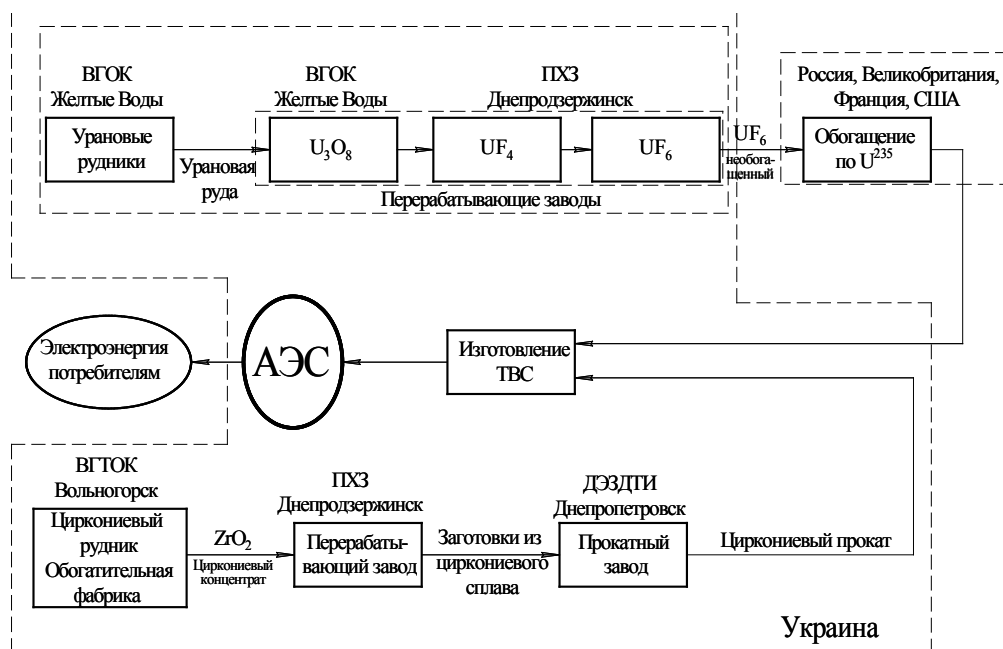 ВГОК
Желтые Воды
ВГОК
Желтые Воды
ПХЗ
Днепродзержинск
Россия, Великобритания,
Франция, США
Урановые
рудники
Урановая
руда
U₃O₈
UF₄
UF₆
UF₆
необога-
щенный
Обогащение
по U²³⁵
Перерабатывающие заводы
Электроэнергия
потребителям
АЭС
Изготовление
ТВС
ВГТОК
Вольногорск
Циркониевый
рудник
Обогатительная
фабрика
ZrO₂
Циркониевый
концентрат
ПХЗ
Днепродзержинск
Перерабаты-
вающий завод
Заготовки из
циркониевого
сплава
ДЭЗДТИ
Днепропетровск
Прокатный
завод
Циркониевый прокат
Украина